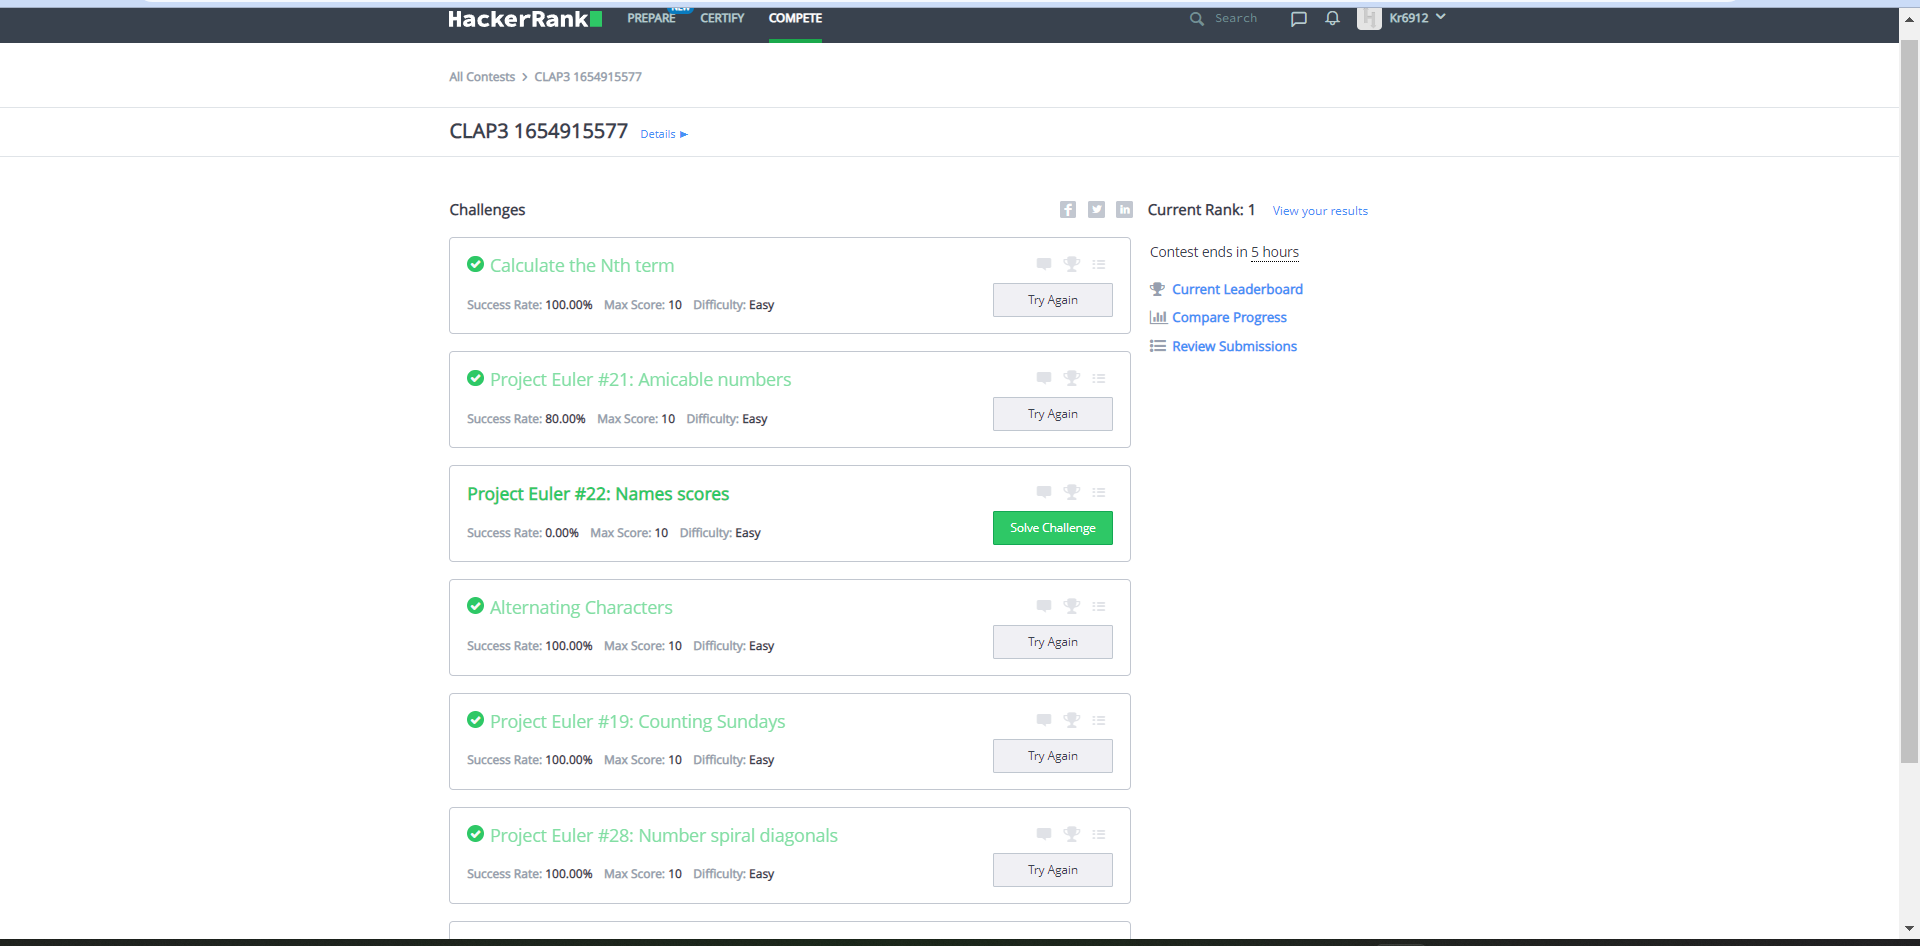 HackerRank PREPARE NEW CERTIFY COMPETE Search Kr6912
All Contests > CLAP3 1654915577
CLAP3 1654915577 Details ▶
Challenges
Current Rank: 1 View your results
Contest ends in 5 hours
Current Leaderboard
Compare Progress
Review Submissions
Calculate the Nth term
Success Rate: 100.00% Max Score: 10 Difficulty: Easy
Try Again
Project Euler #21: Amicable numbers
Success Rate: 80.00% Max Score: 10 Difficulty: Easy
Try Again
Project Euler #22: Names scores
Success Rate: 0.00% Max Score: 10 Difficulty: Easy
Solve Challenge
Alternating Characters
Success Rate: 100.00% Max Score: 10 Difficulty: Easy
Try Again
Project Euler #19: Counting Sundays
Success Rate: 100.00% Max Score: 10 Difficulty: Easy
Try Again
Project Euler #28: Number spiral diagonals
Success Rate: 100.00% Max Score: 10 Difficulty: Easy
Try Again